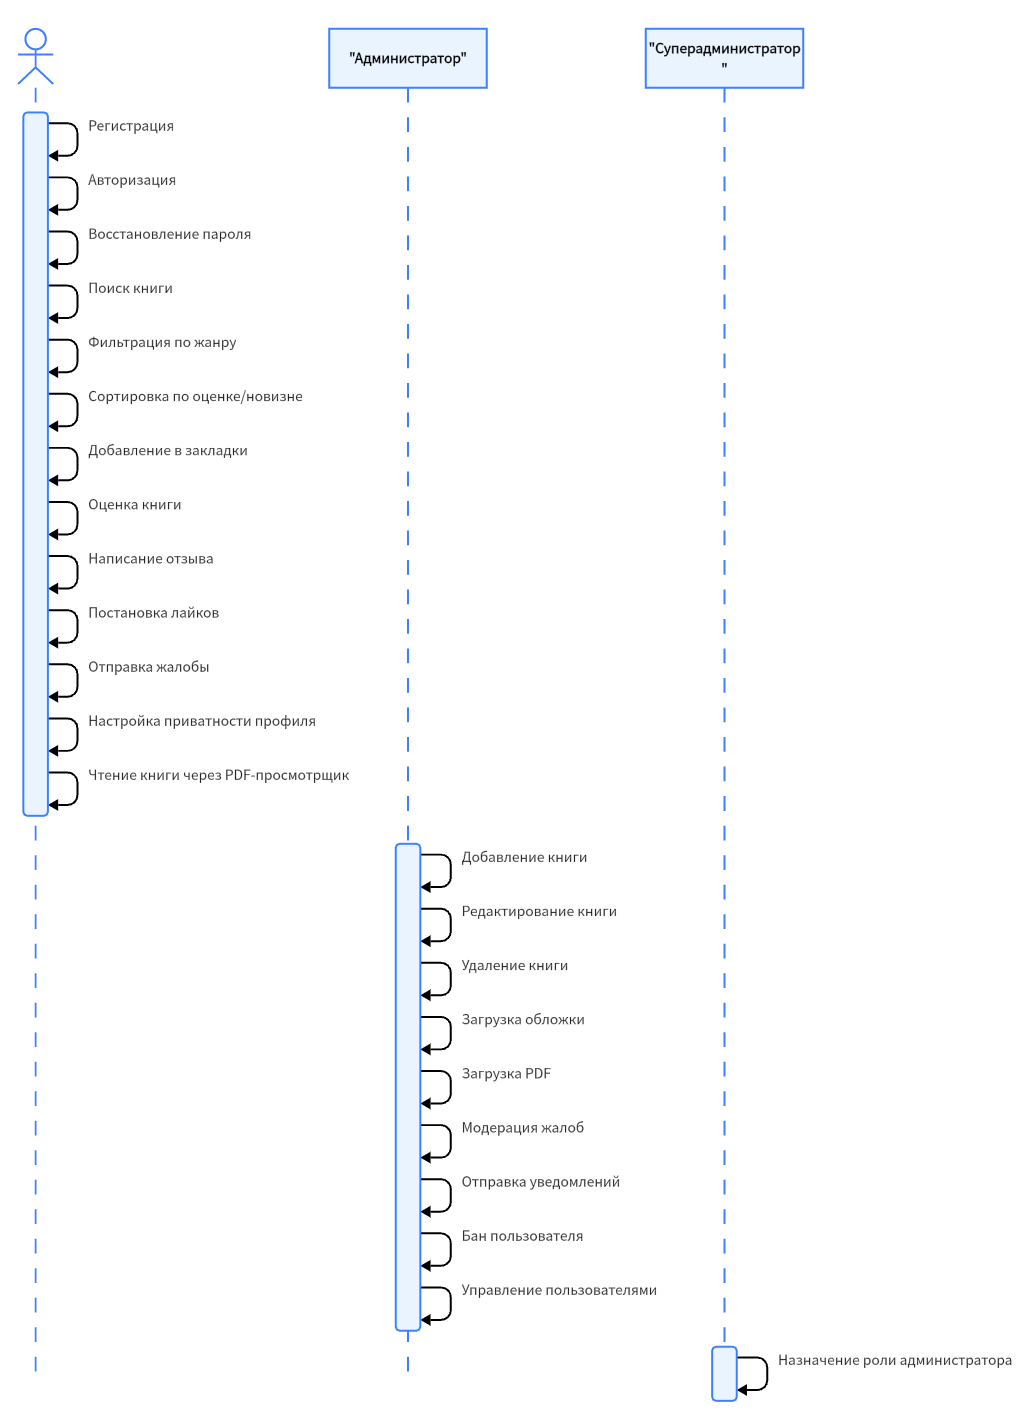 "Администратор"
"Суперадминистратор
"
Регистрация
Авторизация
Восстановление пароля
Поиск книги
Фильтрация по жанру
Сортировка по оценке/новизне
Добавление в закладки
Оценка книги
Написание отзыва
Постановка лайков
Отправка жалобы
Настройка приватности профиля
Чтение книги через PDF-просмотрщик
Добавление книги
Редактирование книги
Удаление книги
Загрузка обложки
Загрузка PDF
Модерация жалоб
Отправка уведомлений
Бан пользователя
Управление пользователями
Назначение роли администратора